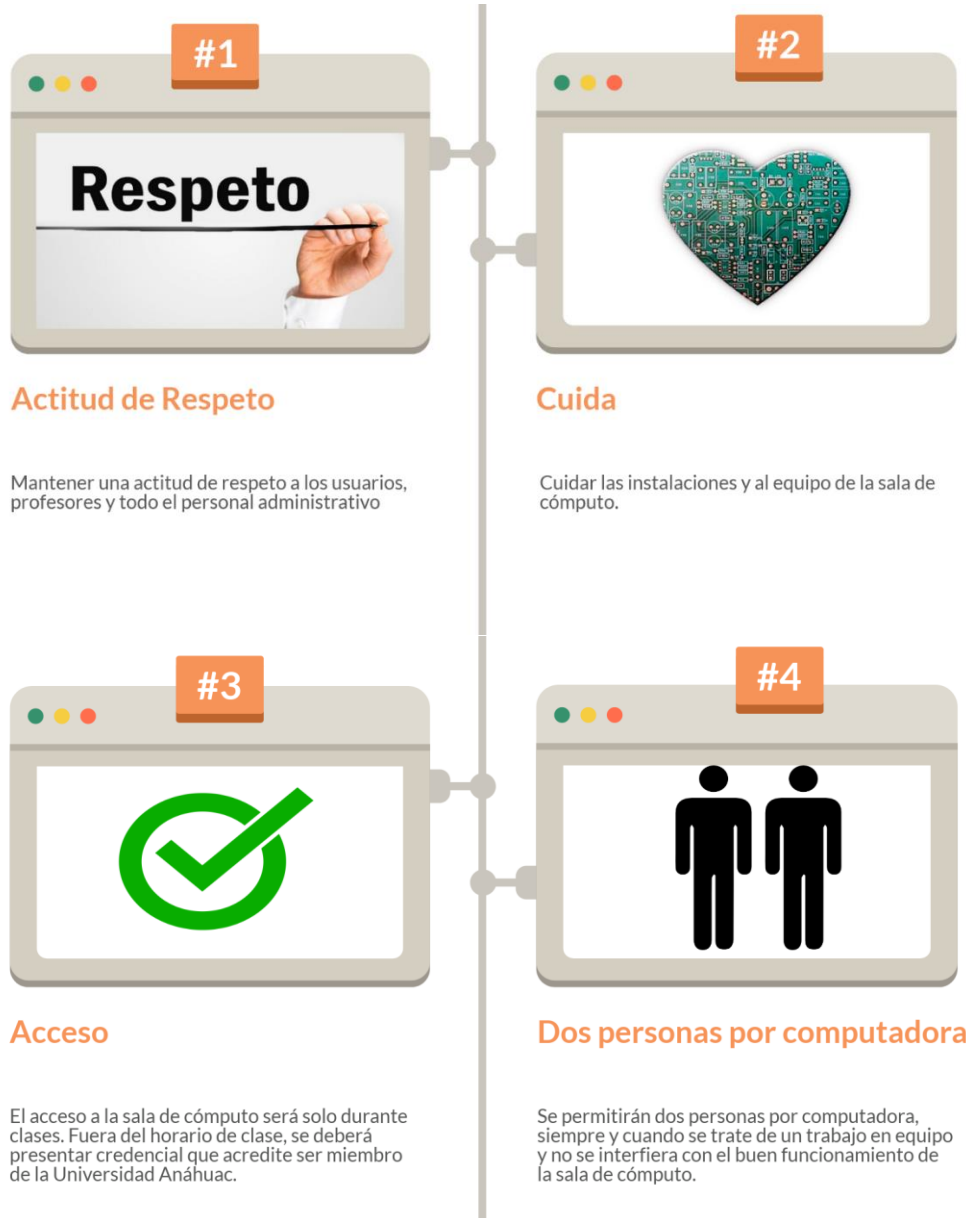 #1
Respeto
Actitud de Respeto
Mantener una actitud de respeto a los usuarios,
profesores y todo el personal administrativo
#2
Cuida
Cuidar las instalaciones y al equipo de la sala de
cómputo.
#3
Acceso
El acceso a la sala de cómputo será solo durante
clases. Fuera del horario de clase, se deberá
presentar credencial que acredite ser miembro
de la Universidad Anáhuac.
#4
Dos personas por computadora
Se permitirán dos personas por computadora,
siempre y cuando se trate de un trabajo en equipo
y no se interfiera con el buen funcionamiento de
la sala de cómputo.